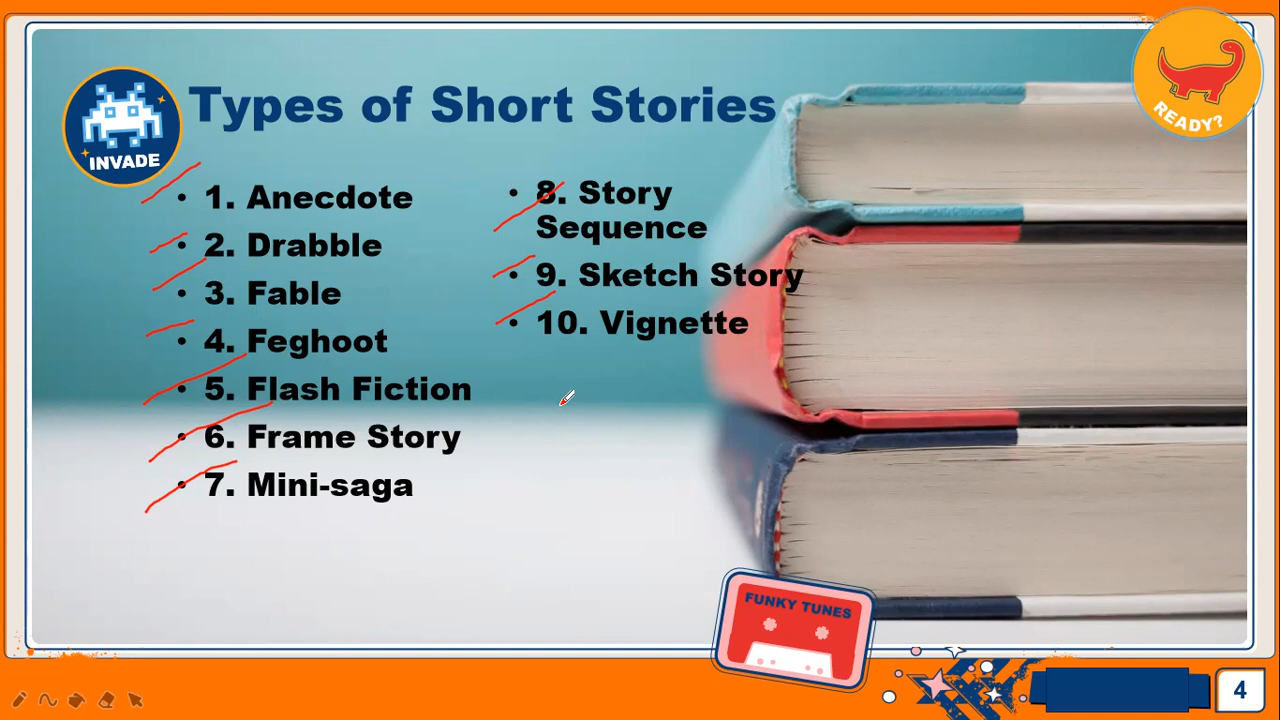 Types of Short Stories
INVADE
READY?
• 1. Anecdote
• 2. Drabble
• 3. Fable
• 4. Feghoot
• 5. Flash Fiction
• 6. Frame Story
• 7. Mini-saga
• 8. Story
Sequence
• 9. Sketch Story
• 10. Vignette
FUNKY TUNES
4